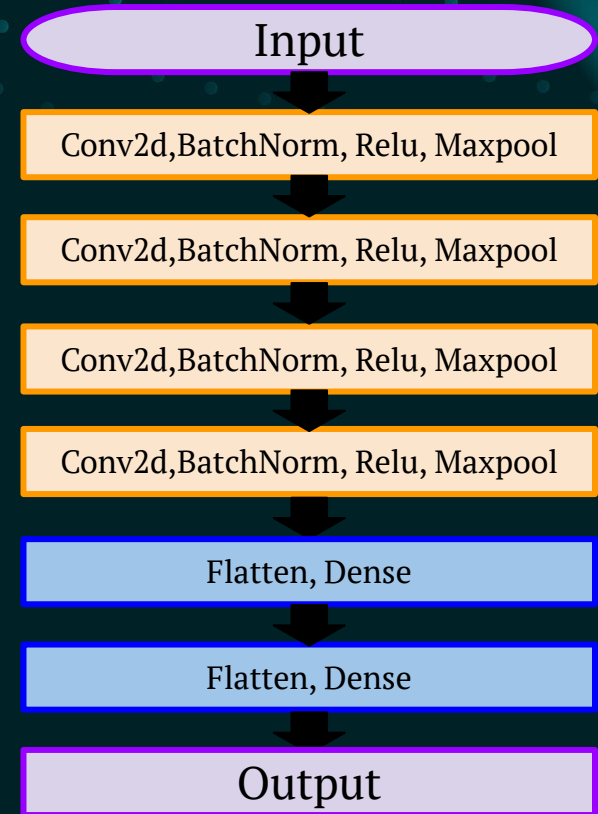 Input
Conv2d,BatchNorm, Relu, Maxpool
Conv2d,BatchNorm, Relu, Maxpool
Conv2d,BatchNorm, Relu, Maxpool
Conv2d,BatchNorm, Relu, Maxpool
Flatten, Dense
Flatten, Dense
Output